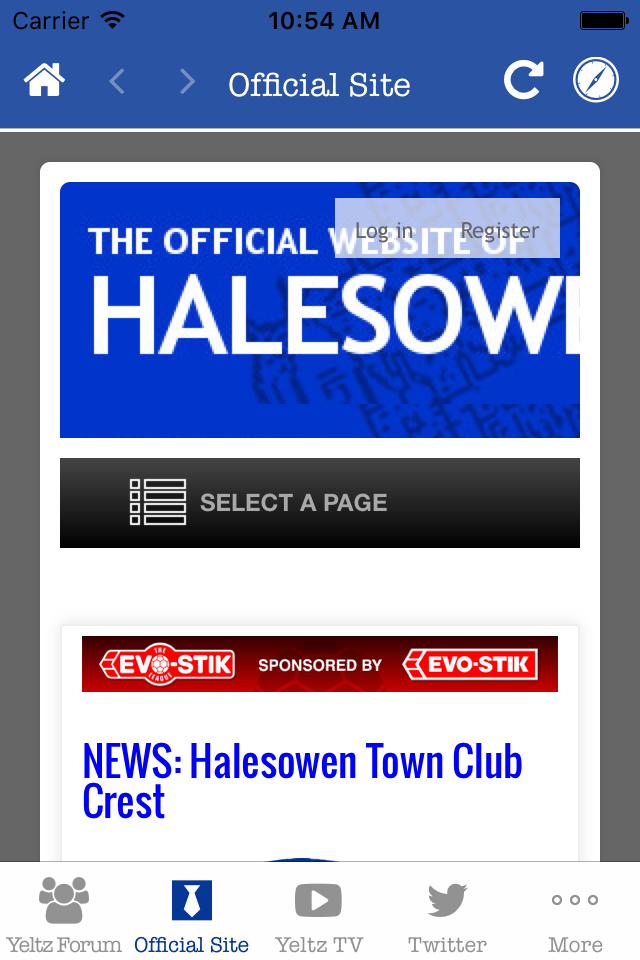 Carrier 10:54 AM
Official Site
Log in Register
THE OFFICIAL WEBSITE OF
HALESOWE
SELECT A PAGE
THE EVO-STIK LEAGUE SPONSORED BY EVO-STIK
NEWS: Halesowen Town Club
Crest
Yeltz Forum Official Site Yeltz TV Twitter More